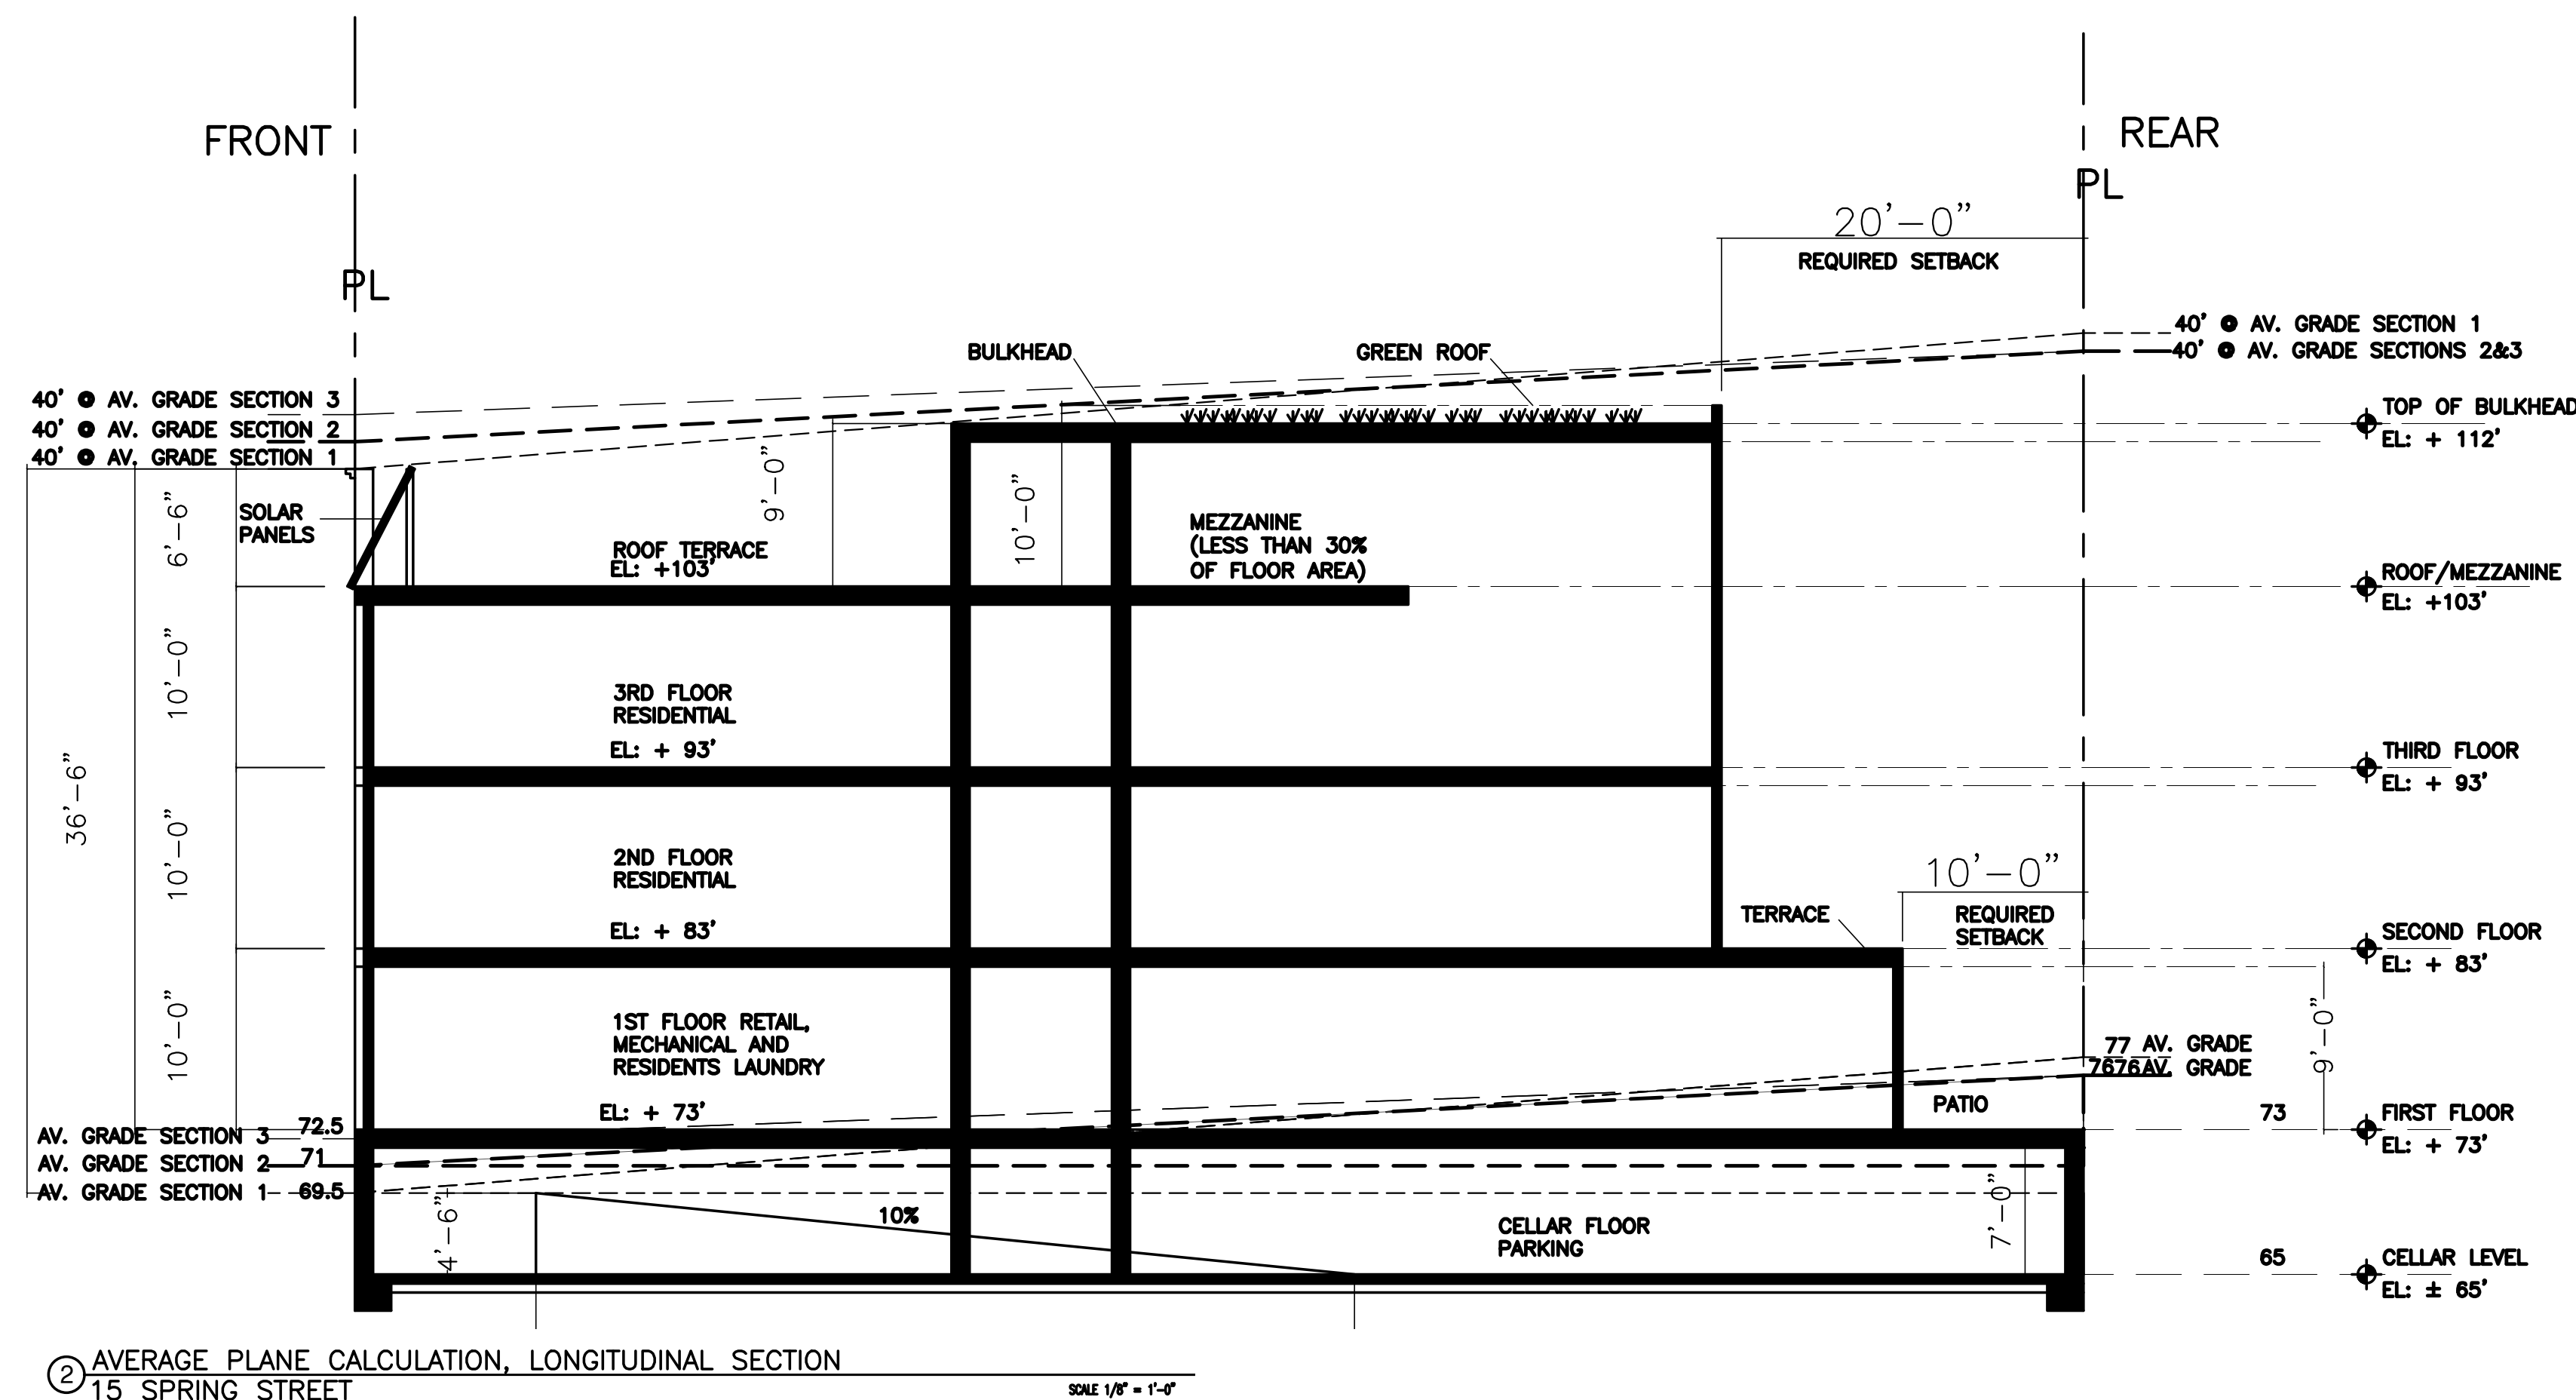 FRONT
REAR
PL
PL
20'-0"
REQUIRED SETBACK
40' @ AV. GRADE SECTION 1
40' @ AV. GRADE SECTIONS 2&3
BULKHEAD
GREEN ROOF
40' @ AV. GRADE SECTION 3
40' @ AV. GRADE SECTION 2
40' @ AV. GRADE SECTION 1
TOP OF BULKHEAD
EL: + 112'
SOLAR
PANELS
6'-6"
9'-0"
10'-0"
MEZZANINE
(LESS THAN 30%
OF FLOOR AREA)
ROOF TERRACE
EL: +103'
ROOF/MEZZANINE
EL: +103'
10'-0"
3RD FLOOR
RESIDENTIAL
EL: + 93'
THIRD FLOOR
EL: + 93'
36'-6"
10'-0"
2ND FLOOR
RESIDENTIAL
EL: + 83'
10'-0"
REQUIRED
SETBACK
TERRACE
SECOND FLOOR
EL: + 83'
10'-0"
1ST FLOOR RETAIL,
MECHANICAL AND
RESIDENTS LAUNDRY
EL: + 73'
77 AV. GRADE
7676AV. GRADE
9'-0"
PATIO
73
FIRST FLOOR
EL: + 73'
AV. GRADE SECTION 3 72.5
AV. GRADE SECTION 2 71
AV. GRADE SECTION 1 69.5
4'-6"
10%
7'-0"
CELLAR FLOOR
PARKING
65
CELLAR LEVEL
EL: ± 65'
2
AVERAGE PLANE CALCULATION, LONGITUDINAL SECTION
15 SPRING STREET
SCALE 1/8" = 1'-0"